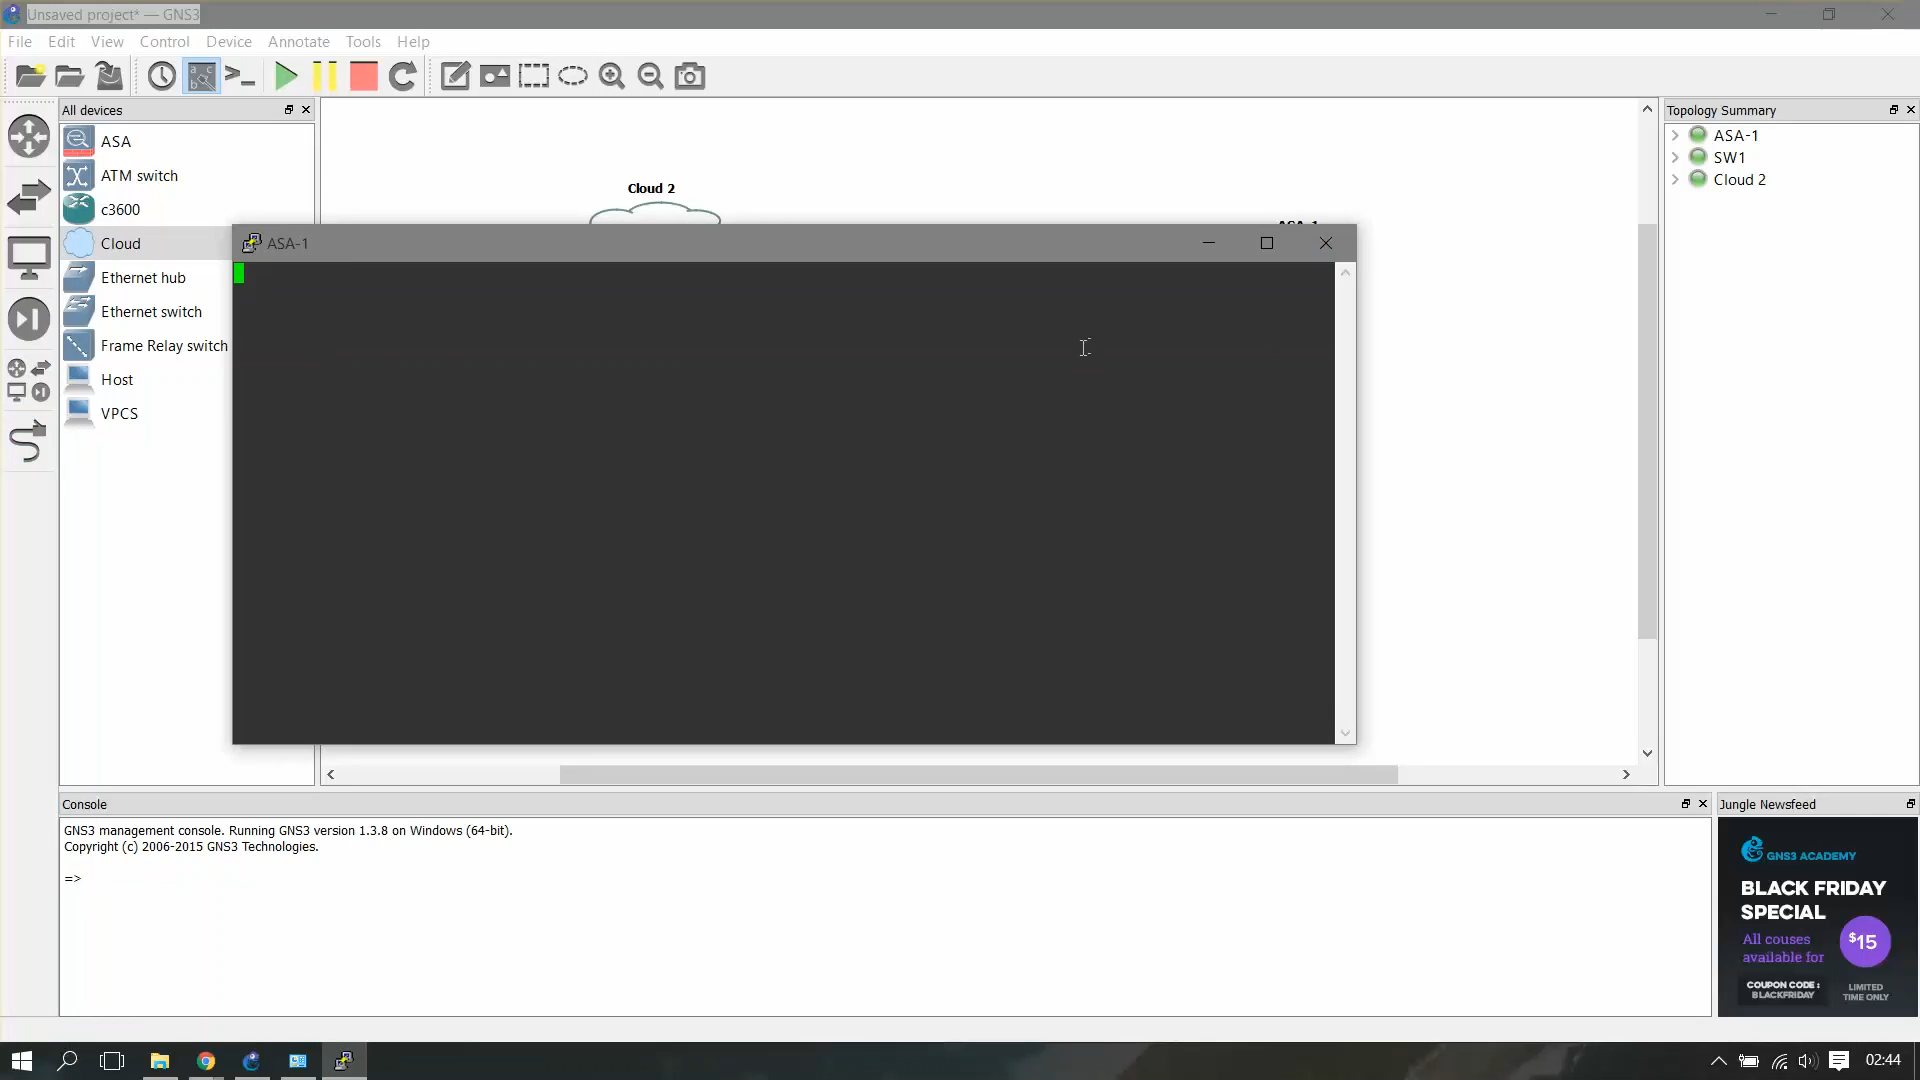 Unsaved project* — GNS3
File Edit View Control Device Annotate Tools Help
All devices
ASA
ATM switch
c3600
Cloud
Ethernet hub
Ethernet switch
Frame Relay switch
Host
VPCS
Cloud 2
ASA-1
ASA-1
Topology Summary
ASA-1
SW1
Cloud 2
Console
GNS3 management console. Running GNS3 version 1.3.8 on Windows (64-bit).
Copyright (c) 2006-2015 GNS3 Technologies.
=>
Jungle Newsfeed
GNS3 ACADEMY
BLACK FRIDAY
SPECIAL
All couses
available for
$15
COUPON CODE :
BLACKFRIDAY
LIMITED
TIME ONLY
02:44